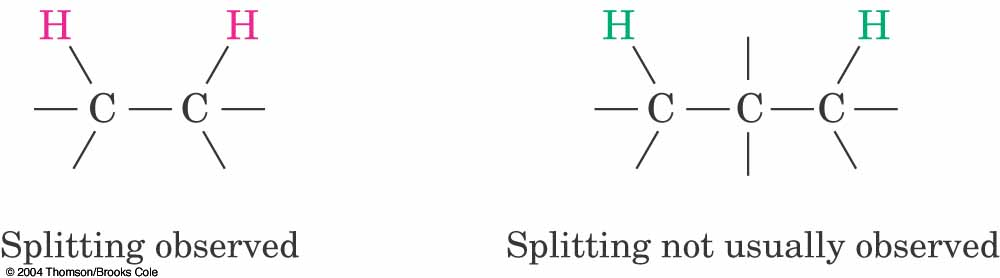 H H H H
C C C C C
Splitting observed Splitting not usually observed
© 2004 Thomson/Brooks Cole